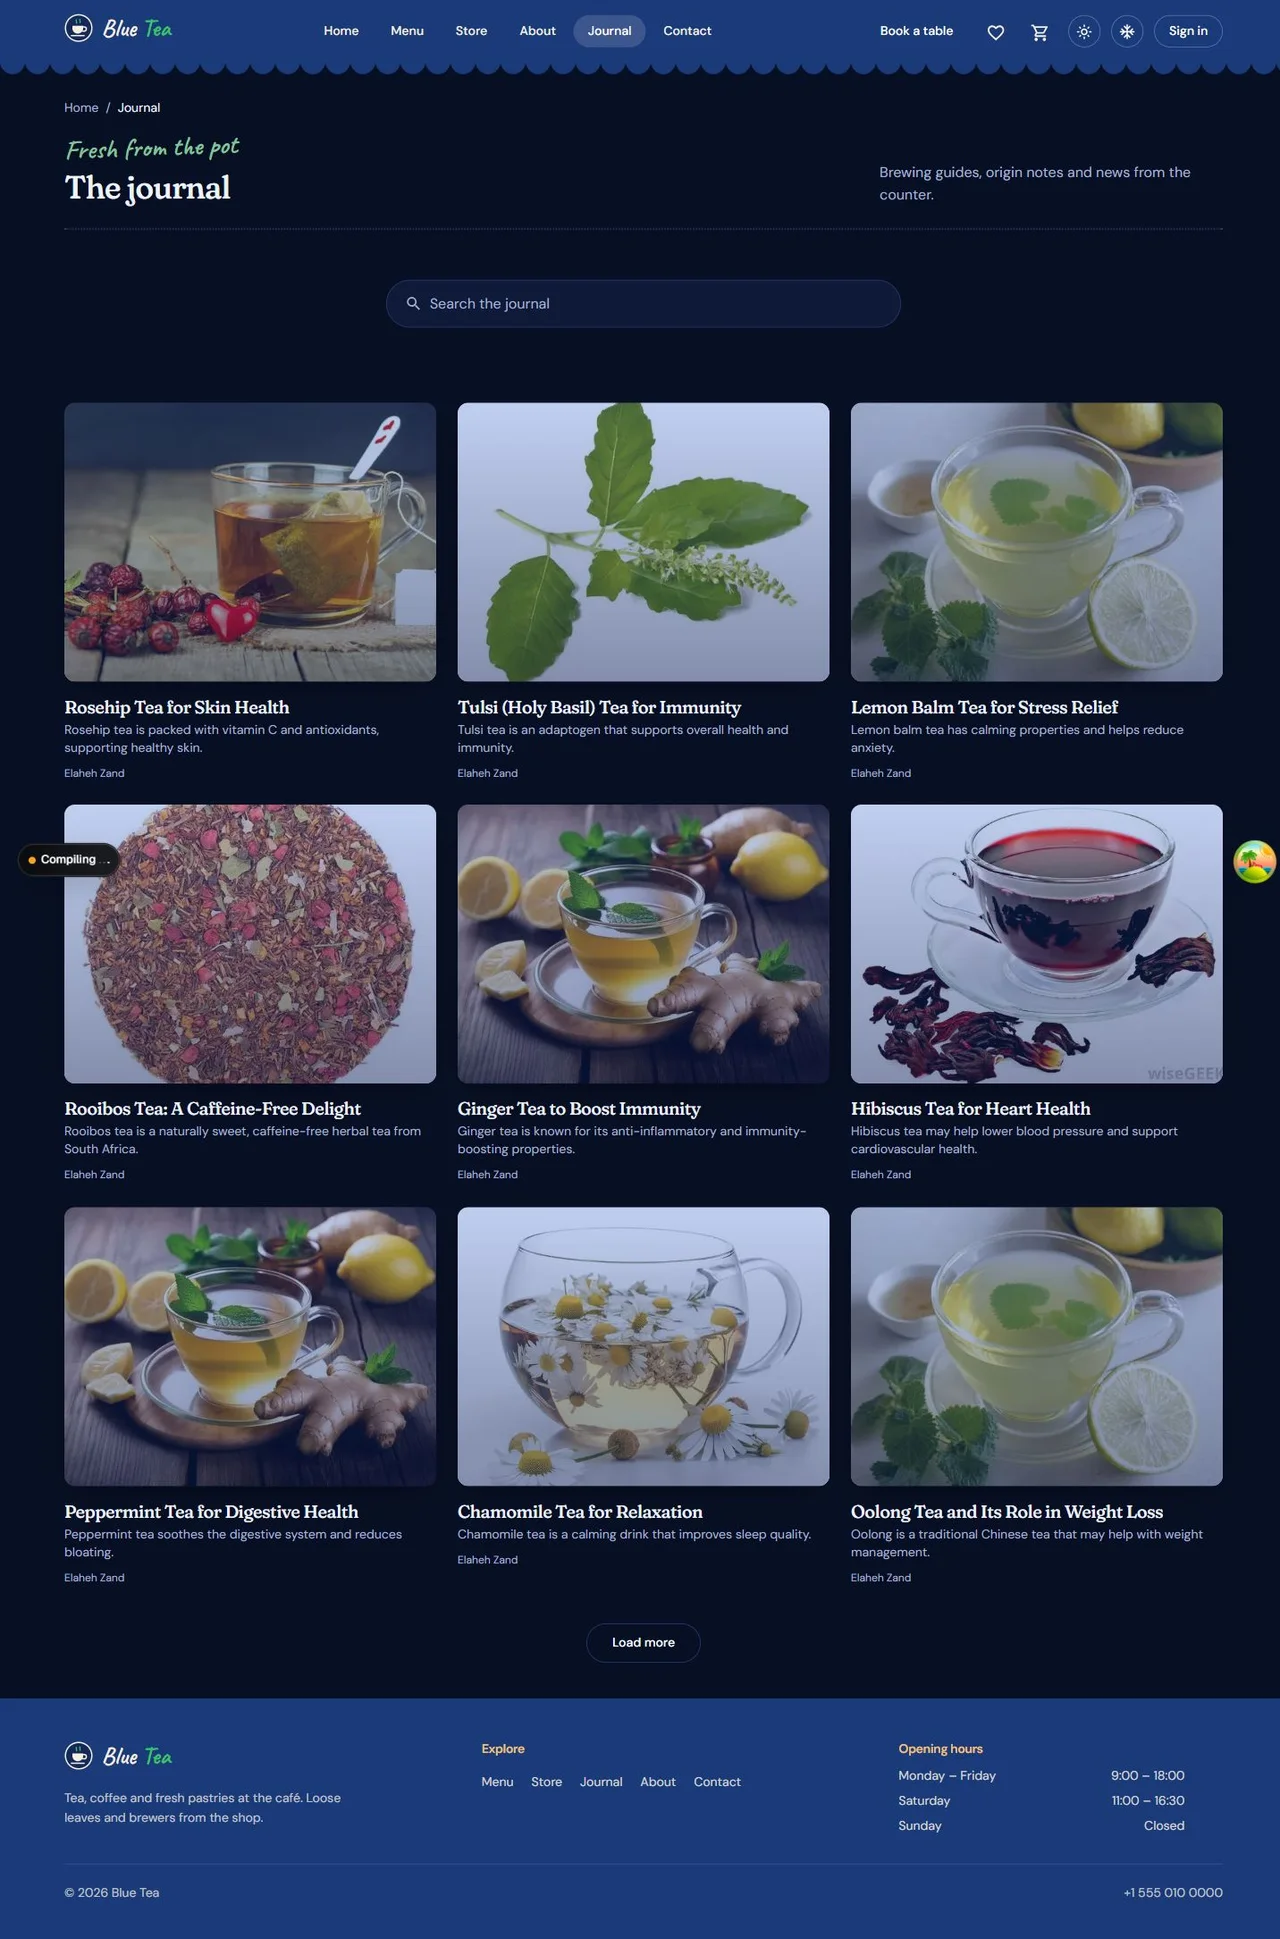 Blue Tea
Home Menu Store About Journal Contact
Book a table
Sign in
Home / Journal
Fresh from the pot
The journal
Brewing guides, origin notes and news from the
counter.
Search the journal
Rosehip Tea for Skin Health
Rosehip tea is packed with vitamin C and antioxidants,
supporting healthy skin.
Elaheh Zand
Tulsi (Holy Basil) Tea for Immunity
Tulsi tea is an adaptogen that supports overall health and
immunity.
Elaheh Zand
Lemon Balm Tea for Stress Relief
Lemon balm tea has calming properties and helps reduce
anxiety.
Elaheh Zand
Compiling ...
Rooibos Tea: A Caffeine-Free Delight
Rooibos tea is a naturally sweet, caffeine-free herbal tea from
South Africa.
Elaheh Zand
Ginger Tea to Boost Immunity
Ginger tea is known for its anti-inflammatory and immunity-
boosting properties.
Elaheh Zand
wiseGEEK
Hibiscus Tea for Heart Health
Hibiscus tea may help lower blood pressure and support
cardiovascular health.
Elaheh Zand
Peppermint Tea for Digestive Health
Peppermint tea soothes the digestive system and reduces
bloating.
Elaheh Zand
Chamomile Tea for Relaxation
Chamomile tea is a calming drink that improves sleep quality.
Elaheh Zand
Oolong Tea and Its Role in Weight Loss
Oolong is a traditional Chinese tea that may help with weight
management.
Elaheh Zand
Load more
Blue Tea
Tea, coffee and fresh pastries at the café. Loose
leaves and brewers from the shop.
Explore
Menu Store Journal About Contact
Opening hours
Monday – Friday 9:00 – 18:00
Saturday 11:00 – 16:30
Sunday Closed
© 2026 Blue Tea
+1 555 010 0000